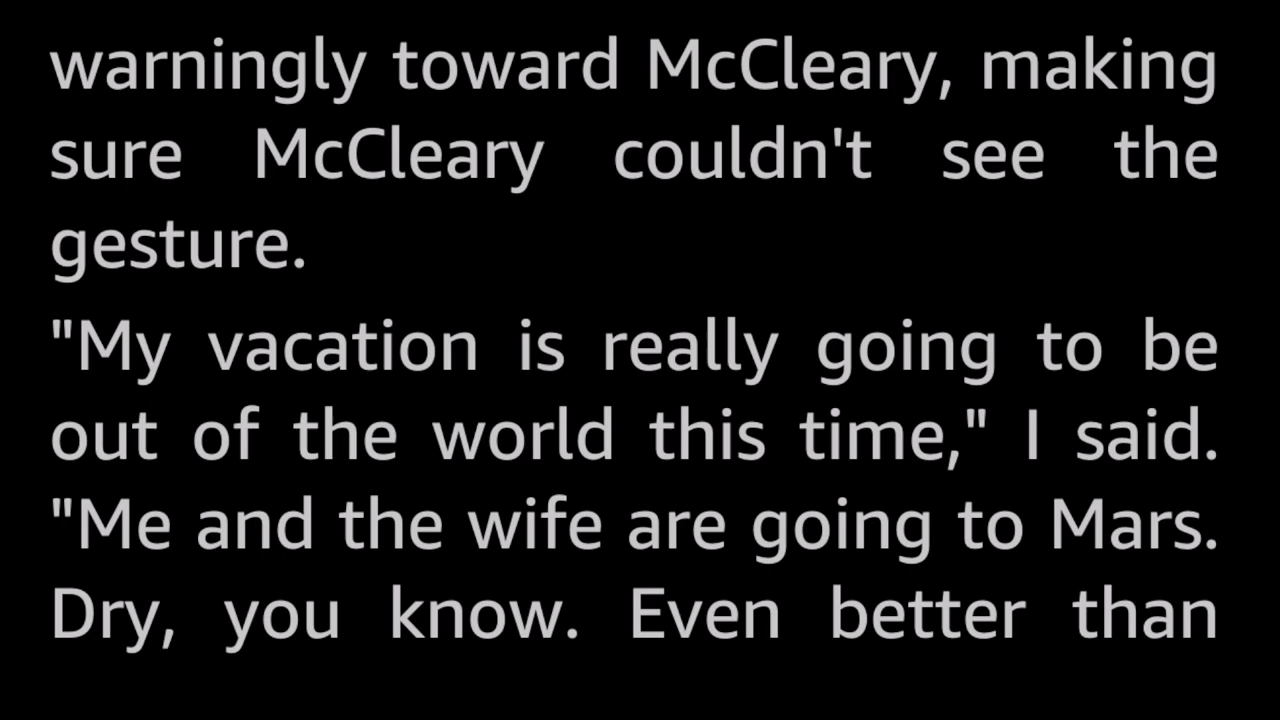 warningly toward McCleary, making
sure McCleary couldn't see the
gesture.
"My vacation is really going to be
out of the world this time," I said.
"Me and the wife are going to Mars.
Dry, you know. Even better than